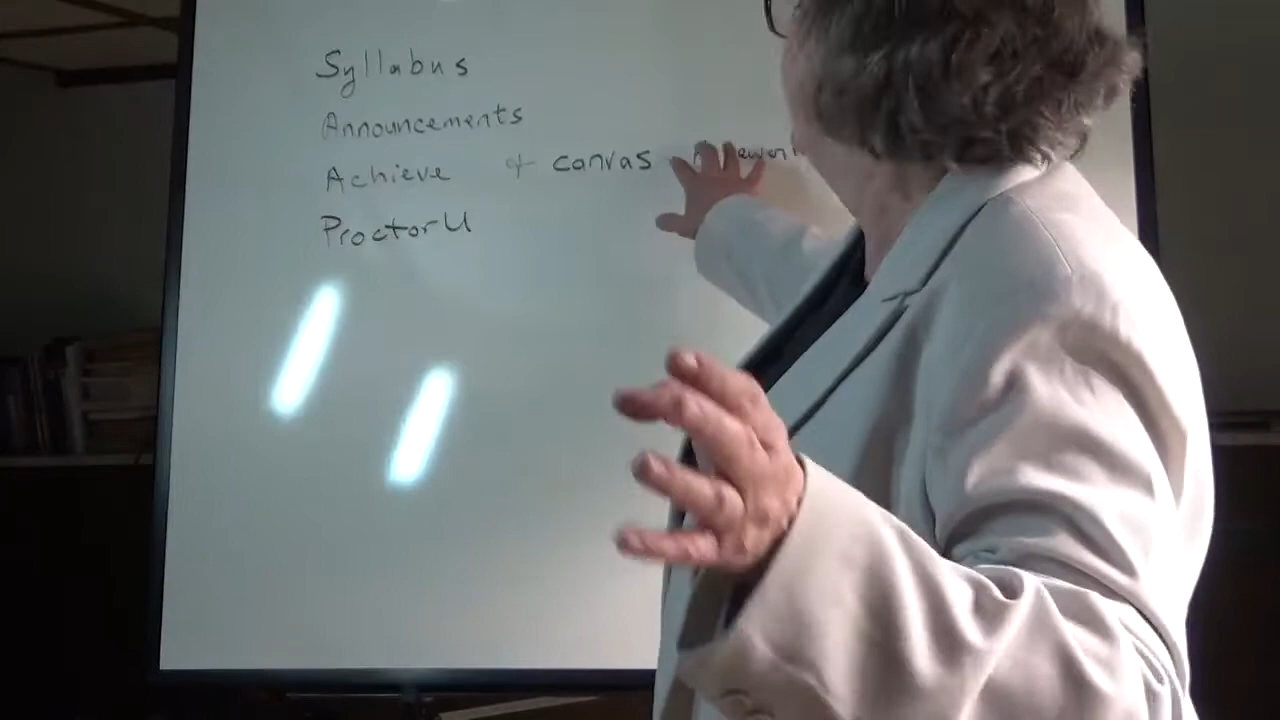 Syllabus
Announcements
Achieve + canvas
ProctorU